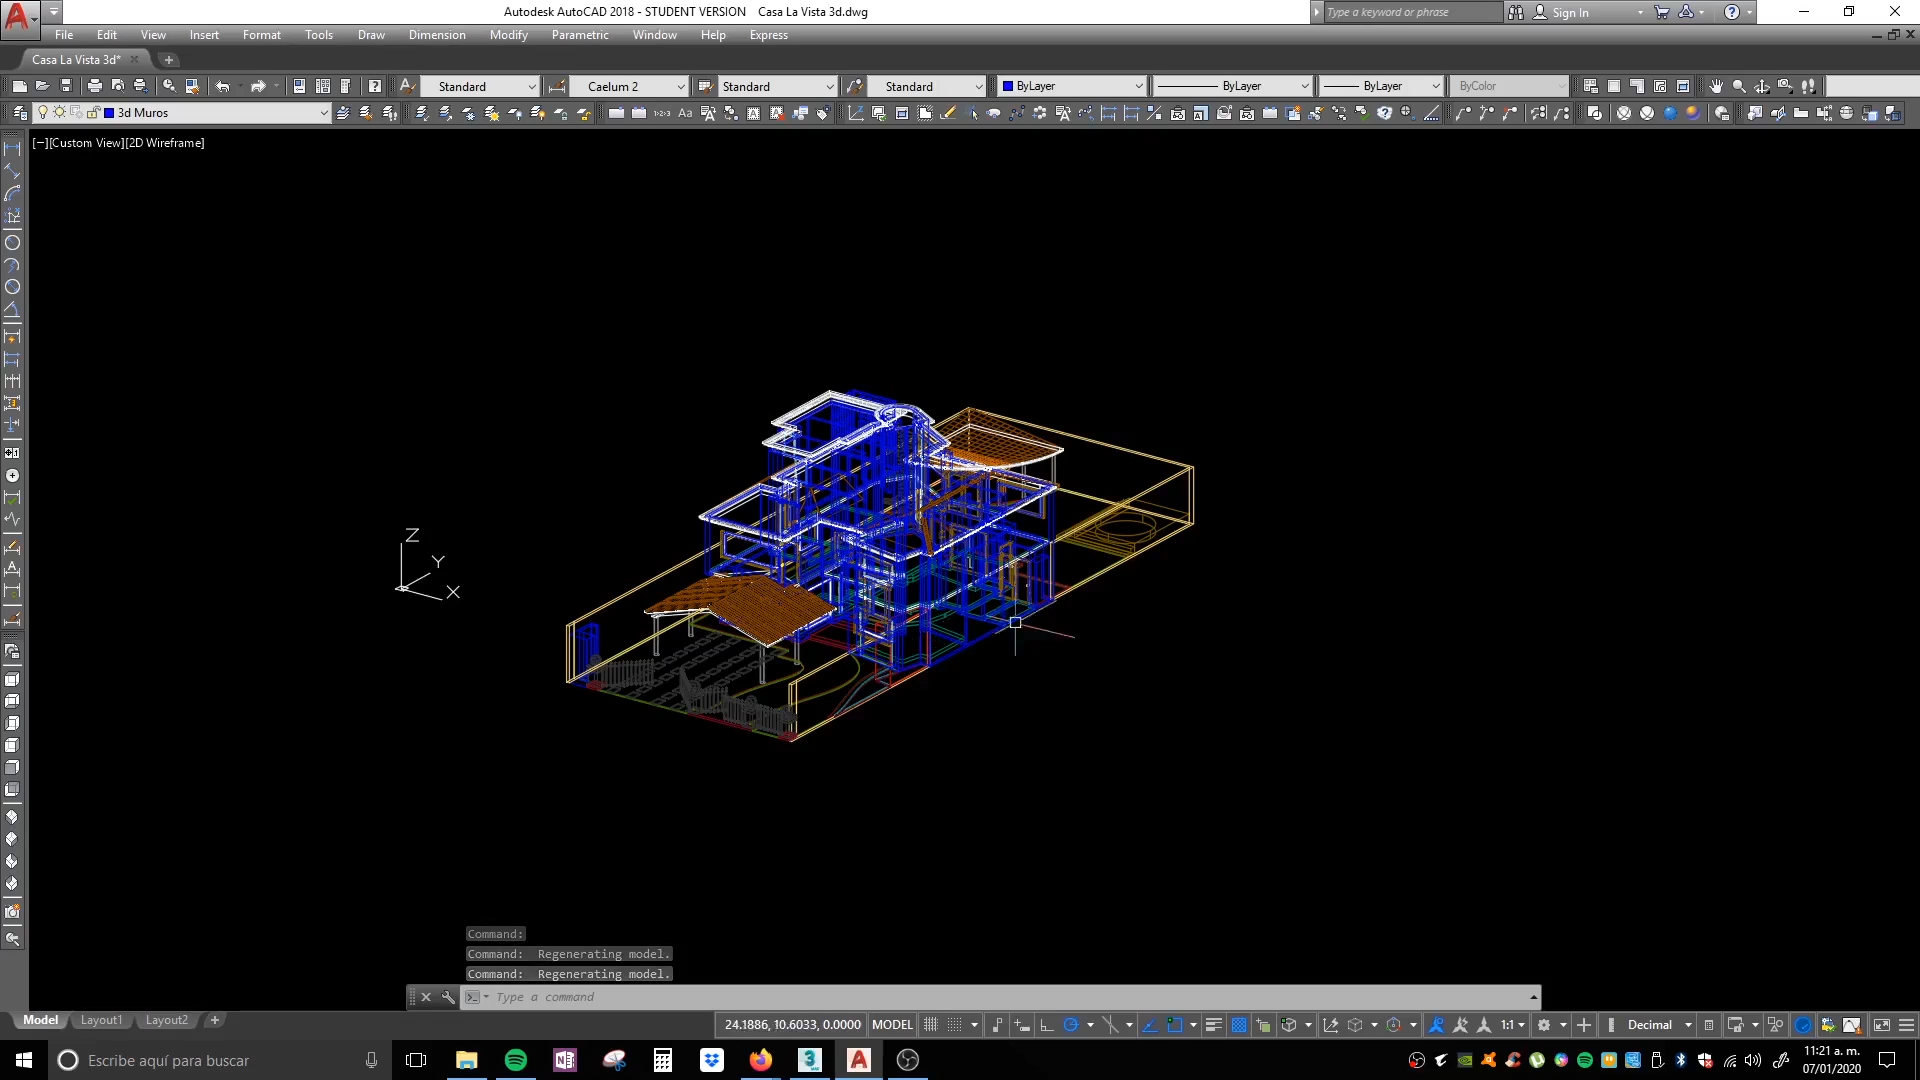 Autodesk AutoCAD 2018 - STUDENT VERSION    Casa La Vista 3d.dwg
Type a keyword or phrase
Sign In
File Edit View Insert Format Tools Draw Dimension Modify Parametric Window Help Express
Casa La Vista 3d*
Standard Caelum 2 Standard Standard ByLayer ByLayer ByLayer ByColor
3d Muros
[−][Custom View][2D Wireframe]
Z
Y
X
Command:
Command:  Regenerating model.
Command:  Regenerating model.
Type a command
Model Layout1 Layout2 +
24.1886, 10.6033, 0.0000 MODEL 1:1 Decimal
Escribe aquí para buscar
11:21 a. m.
07/01/2020